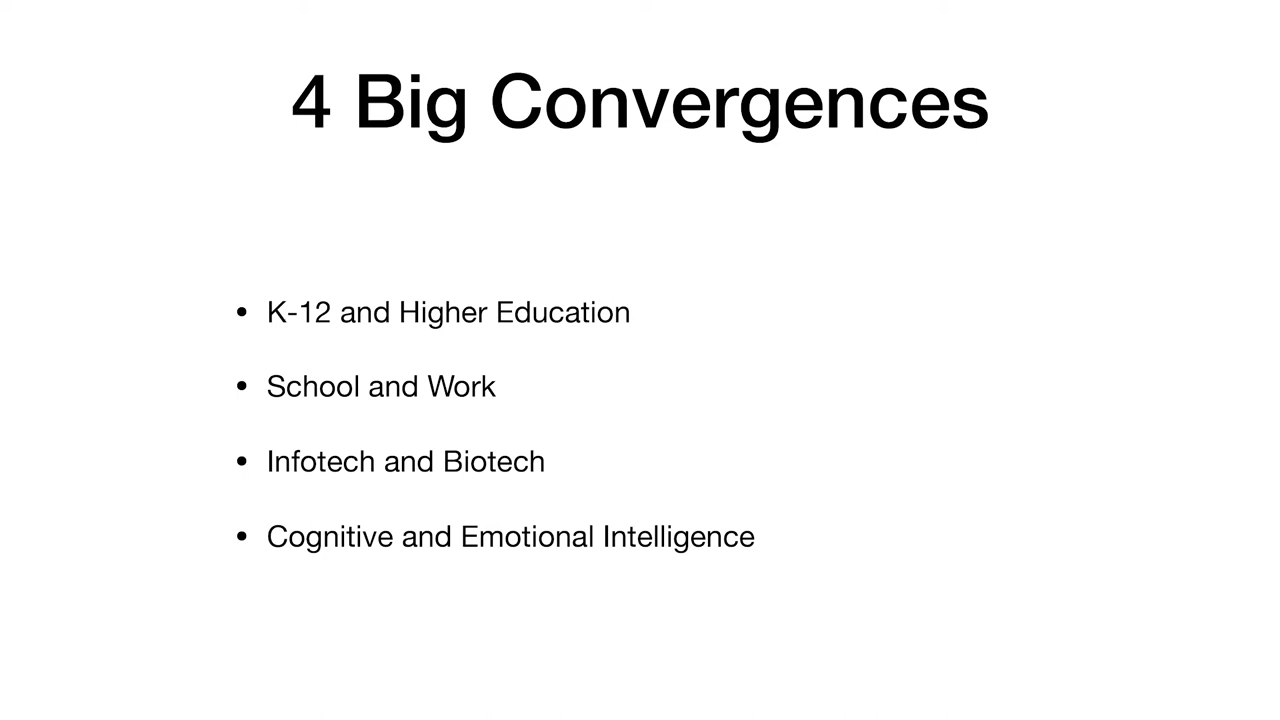 4 Big Convergences
• K-12 and Higher Education
• School and Work
• Infotech and Biotech
• Cognitive and Emotional Intelligence